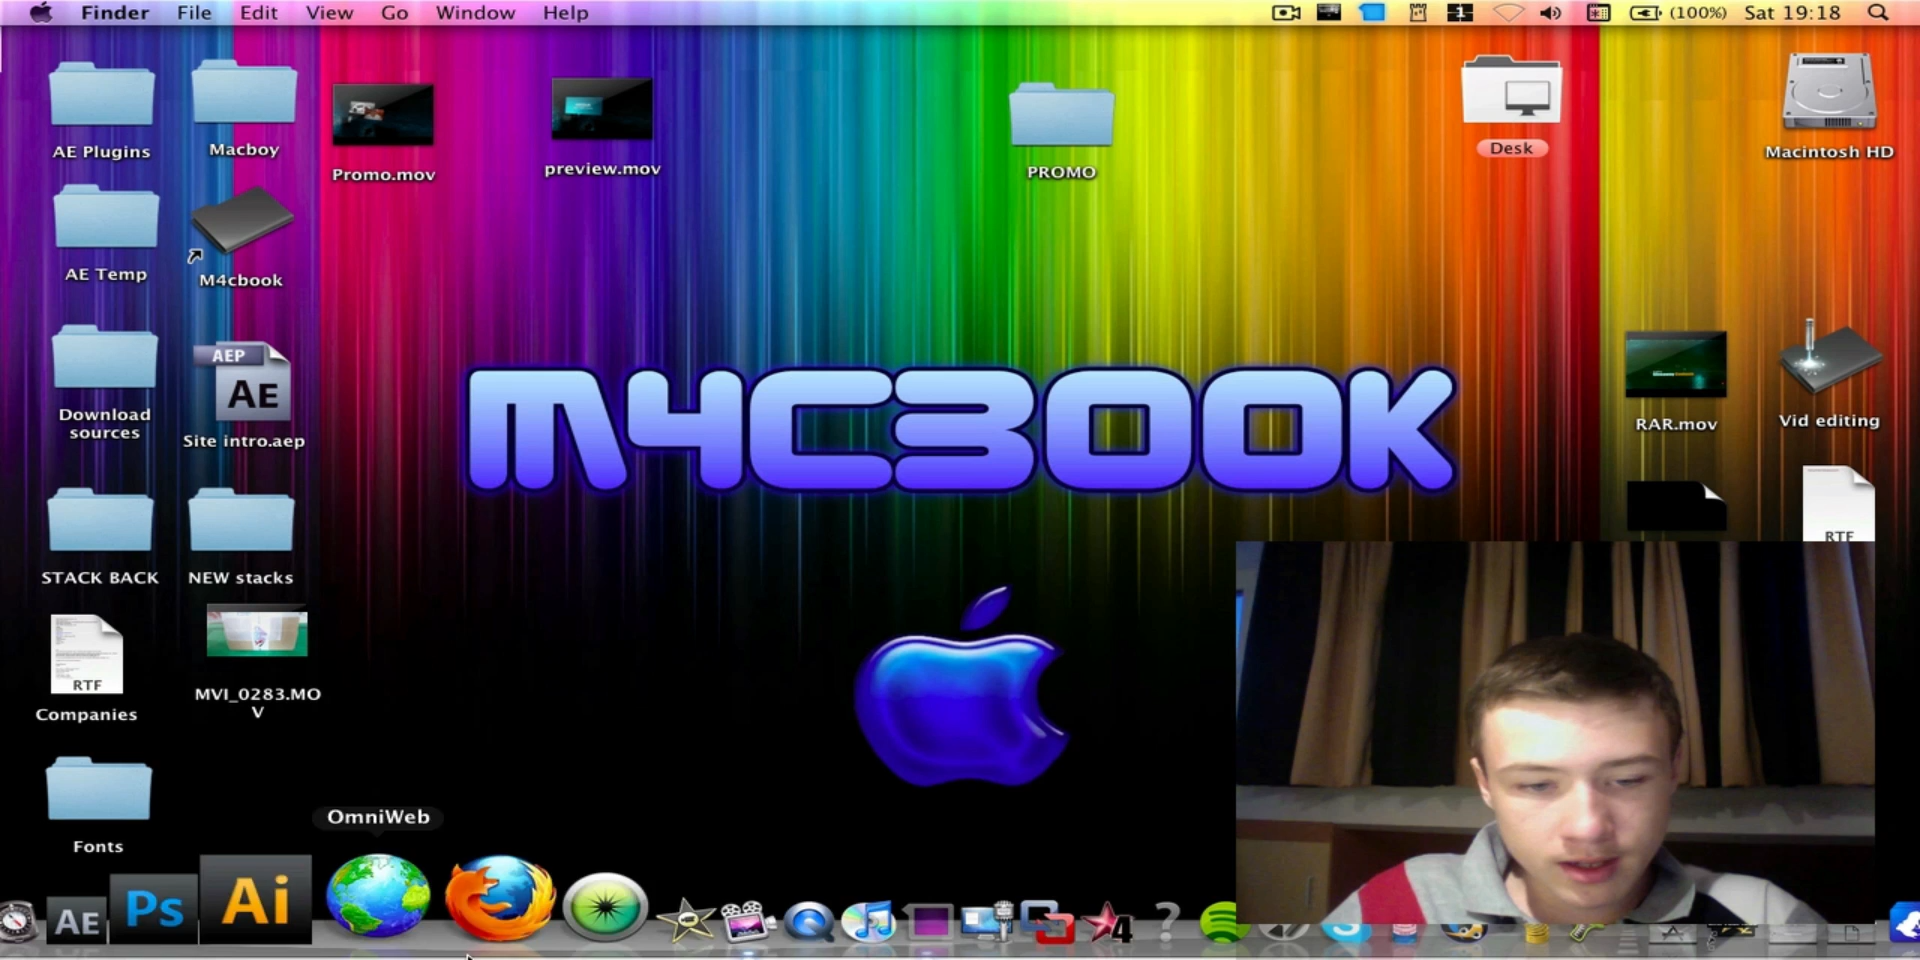 Finder File Edit View Go Window Help
1 (100%) Sat 19:18
AE Plugins
Macboy
Promo.mov
preview.mov
PROMO
Desk
Macintosh HD
AE Temp
M4cbook
AEP
AE
Download
sources
Site intro.aep
M4CBOOK
RAR.mov
Vid editing
RTF
STACK BACK
NEW stacks
RTF
Companies
MVI_0283.MO
V
Fonts
OmniWeb
AE
Ps
Ai
4
?
S